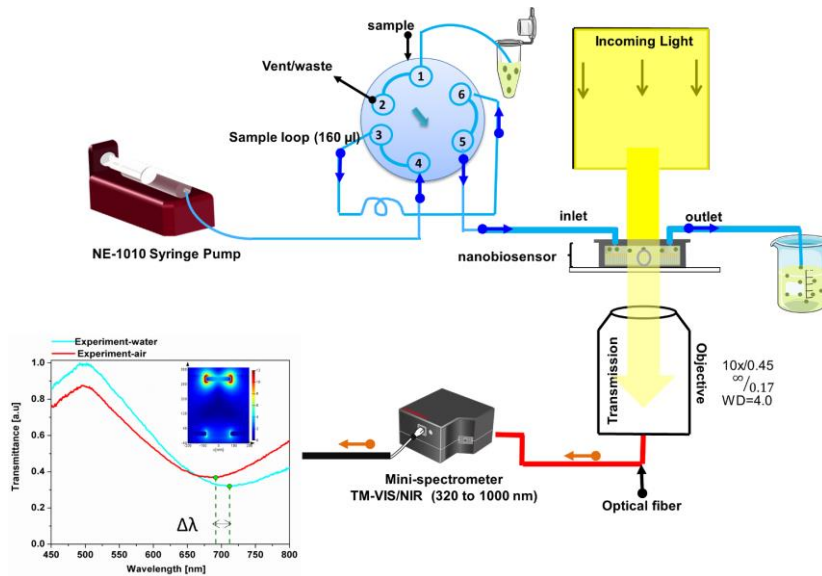 sample
Incoming Light
Vent/waste
1
2
6
Sample loop (160 µl)
3
5
4
inlet
outlet
NE-1010 Syringe Pump
nanobiosensor
Experiment-water
Experiment-air
Transmittance [a.u]
1.0
0.8
0.6
0.4
0.2
0.0
Δλ
450 500 550 600 650 700 750 800
Wavelength [nm]
Transmission
Objective
10x/0.45
∞/0.17
WD=4.0
Mini-spectrometer
TM-VIS/NIR (320 to 1000 nm)
Optical fiber